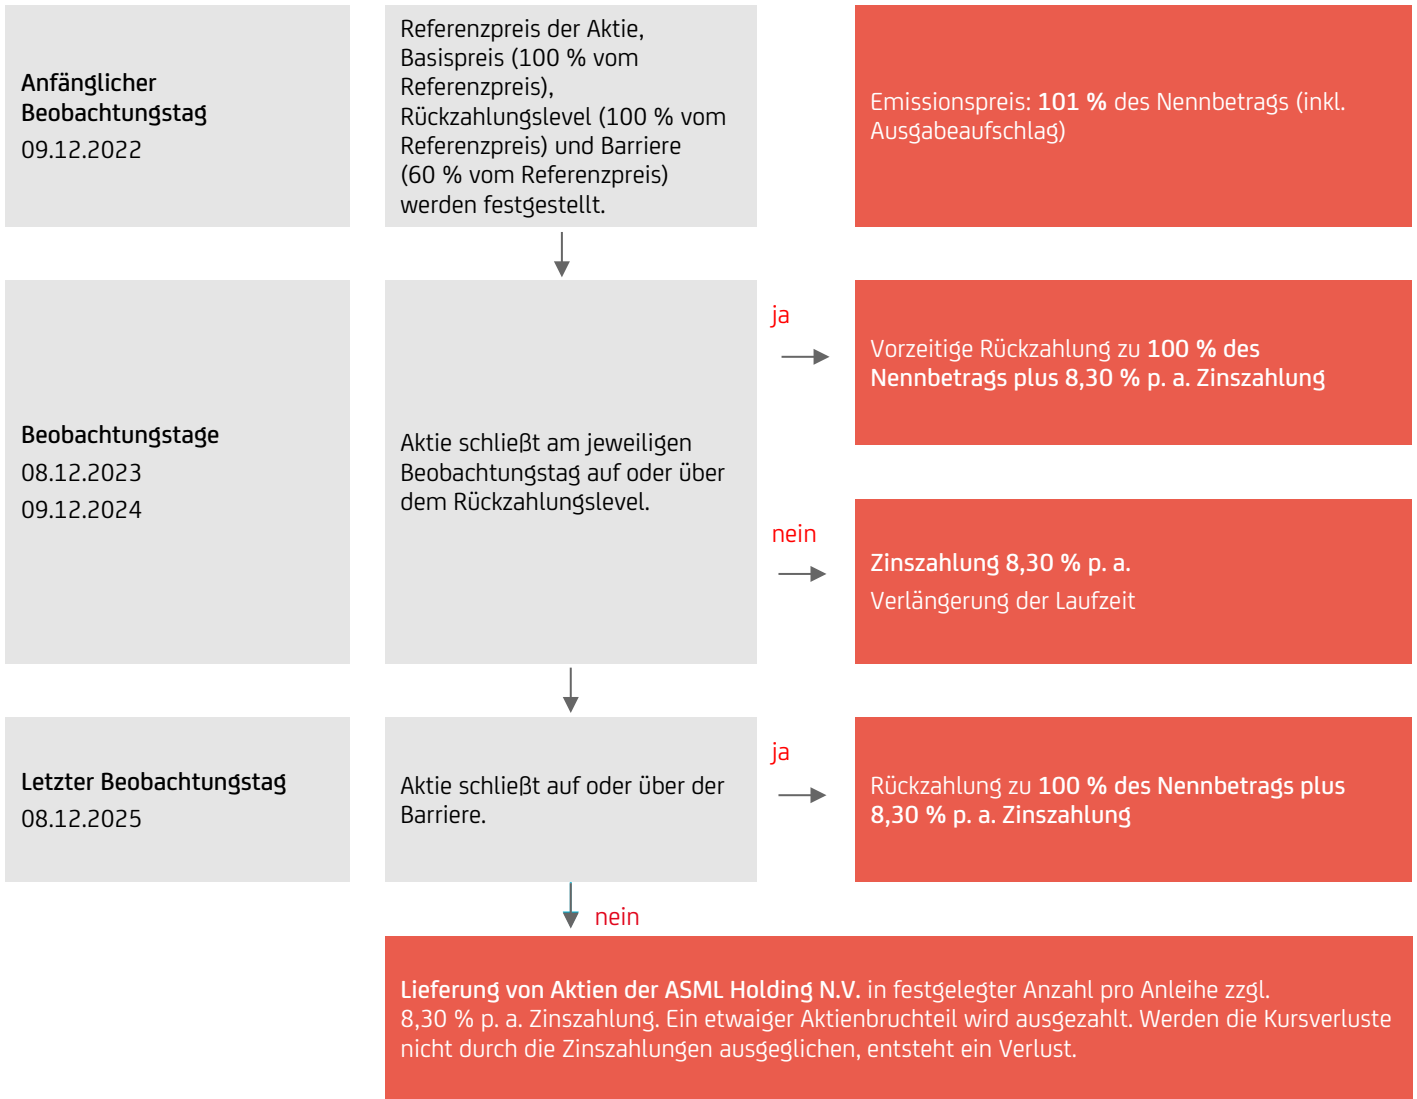 Anfänglicher
Beobachtungstag
09.12.2022
Referenzpreis der Aktie,
Basispreis (100 % vom
Referenzpreis),
Rückzahlungslevel (100 % vom
Referenzpreis) und Barriere
(60 % vom Referenzpreis)
werden festgestellt.
Emissionspreis: 101 % des Nennbetrags (inkl.
Ausgabeaufschlag)
Beobachtungstage
08.12.2023
09.12.2024
Aktie schließt am jeweiligen
Beobachtungstag auf oder über
dem Rückzahlungslevel.
ja
Vorzeitige Rückzahlung zu 100 % des
Nennbetrags plus 8,30 % p. a. Zinszahlung
nein
Zinszahlung 8,30 % p. a.
Verlängerung der Laufzeit
Letzter Beobachtungstag
08.12.2025
Aktie schließt auf oder über der
Barriere.
ja
Rückzahlung zu 100 % des Nennbetrags plus
8,30 % p. a. Zinszahlung
nein
Lieferung von Aktien der ASML Holding N.V. in festgelegter Anzahl pro Anleihe zzgl.
8,30 % p. a. Zinszahlung. Ein etwaiger Aktienbruchteil wird ausgezahlt. Werden die Kursverluste
nicht durch die Zinszahlungen ausgeglichen, entsteht ein Verlust.